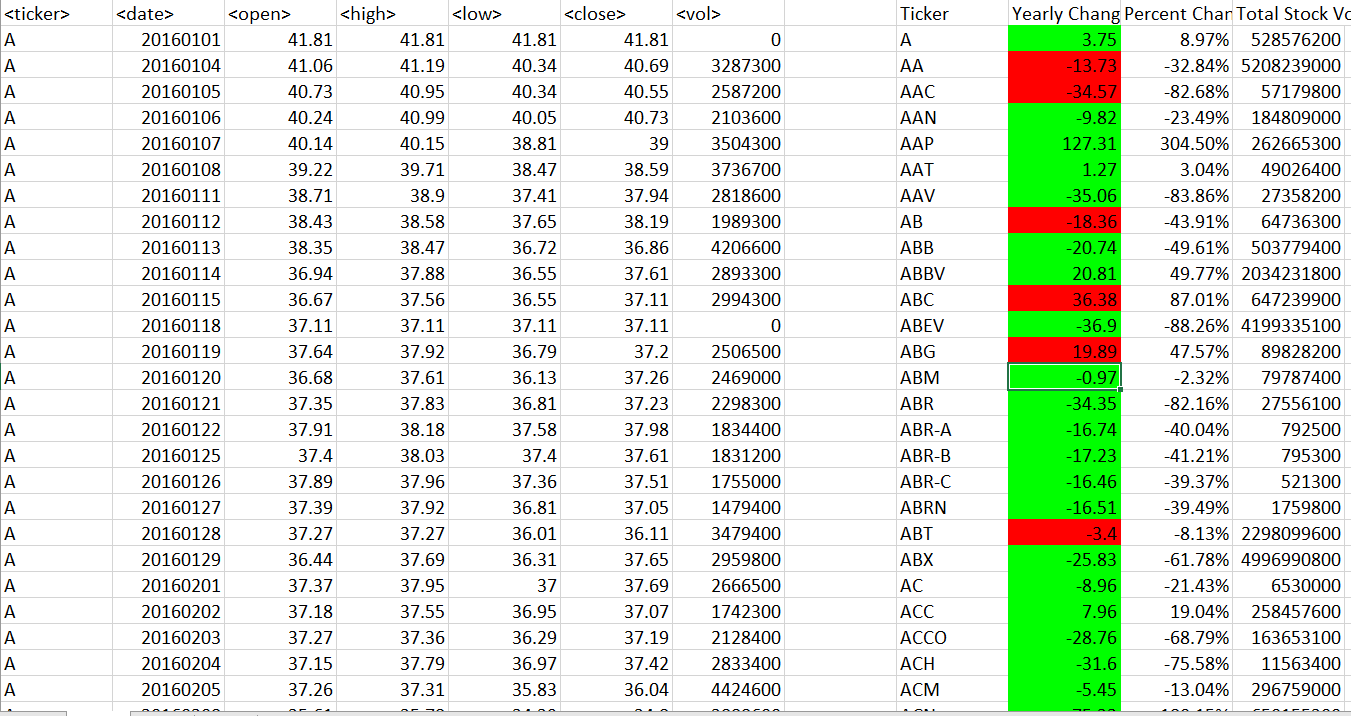 <ticker> <date> <open> <high> <low> <close> <vol> Ticker Yearly Chang Percent Chan Total Stock Vo
A 20160101 41.81 41.81 41.81 41.81 0 A 3.75 8.97% 528576200
A 20160104 41.06 41.19 40.34 40.69 3287300 AA -13.73 -32.84% 5208239000
A 20160105 40.73 40.95 40.34 40.55 2587200 AAC -34.57 -82.68% 57179800
A 20160106 40.24 40.99 40.05 40.73 2103600 AAN -9.82 -23.49% 184809000
A 20160107 40.14 40.15 38.81 39 3504300 AAP 127.31 304.50% 262665300
A 20160108 39.22 39.71 38.47 38.59 3736700 AAT 1.27 3.04% 49026400
A 20160111 38.71 38.9 37.41 37.94 2818600 AAV -35.06 -83.86% 27358200
A 20160112 38.43 38.58 37.65 38.19 1989300 AB -18.36 -43.91% 64736300
A 20160113 38.35 38.47 36.72 36.86 4206600 ABB -20.74 -49.61% 503779400
A 20160114 36.94 37.88 36.55 37.61 2893300 ABBV 20.81 49.77% 2034231800
A 20160115 36.67 37.56 36.55 37.11 2994300 ABC 36.38 87.01% 647239900
A 20160118 37.11 37.11 37.11 37.11 0 ABEV -36.9 -88.26% 4199335100
A 20160119 37.64 37.92 36.79 37.2 2506500 ABG 19.89 47.57% 89828200
A 20160120 36.68 37.61 36.13 37.26 2469000 ABM -0.97 -2.32% 79787400
A 20160121 37.35 37.83 36.81 37.23 2298300 ABR -34.35 -82.16% 27556100
A 20160122 37.91 38.18 37.58 37.98 1834400 ABR-A -16.74 -40.04% 792500
A 20160125 37.4 38.03 37.4 37.61 1831200 ABR-B -17.23 -41.21% 795300
A 20160126 37.89 37.96 37.36 37.51 1755000 ABR-C -16.46 -39.37% 521300
A 20160127 37.39 37.92 36.81 37.05 1479400 ABRN -16.51 -39.49% 1759800
A 20160128 37.27 37.27 36.01 36.11 3479400 ABT -3.4 -8.13% 2298099600
A 20160129 36.44 37.69 36.31 37.65 2959800 ABX -25.83 -61.78% 4996990800
A 20160201 37.37 37.95 37 37.69 2666500 AC -8.96 -21.43% 6530000
A 20160202 37.18 37.55 36.95 37.07 1742300 ACC 7.96 19.04% 258457600
A 20160203 37.27 37.36 36.29 37.19 2128400 ACCO -28.76 -68.79% 163653100
A 20160204 37.15 37.79 36.97 37.42 2833400 ACH -31.6 -75.58% 11563400
A 20160205 37.26 37.31 35.83 36.04 4424600 ACM -5.45 -13.04% 296759000